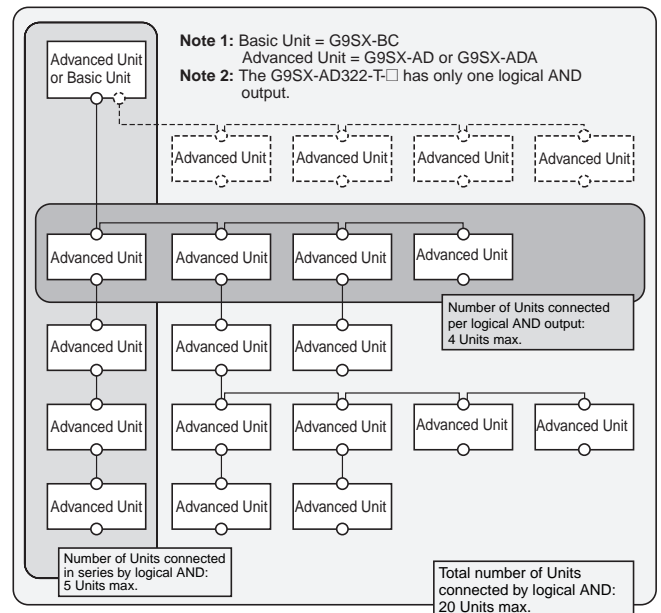 Advanced Unit
or Basic Unit
Note 1: Basic Unit = G9SX-BC
Advanced Unit = G9SX-AD or G9SX-ADA
Note 2: The G9SX-AD322-T-□ has only one logical AND
output.
Advanced Unit Advanced Unit Advanced Unit Advanced Unit
Advanced Unit Advanced Unit Advanced Unit Advanced Unit
Number of Units connected
per logical AND output:
4 Units max.
Advanced Unit Advanced Unit Advanced Unit
Advanced Unit Advanced Unit Advanced Unit Advanced Unit Advanced Unit
Advanced Unit Advanced Unit Advanced Unit
Number of Units connected
in series by logical AND:
5 Units max.
Total number of Units
connected by logical AND:
20 Units max.